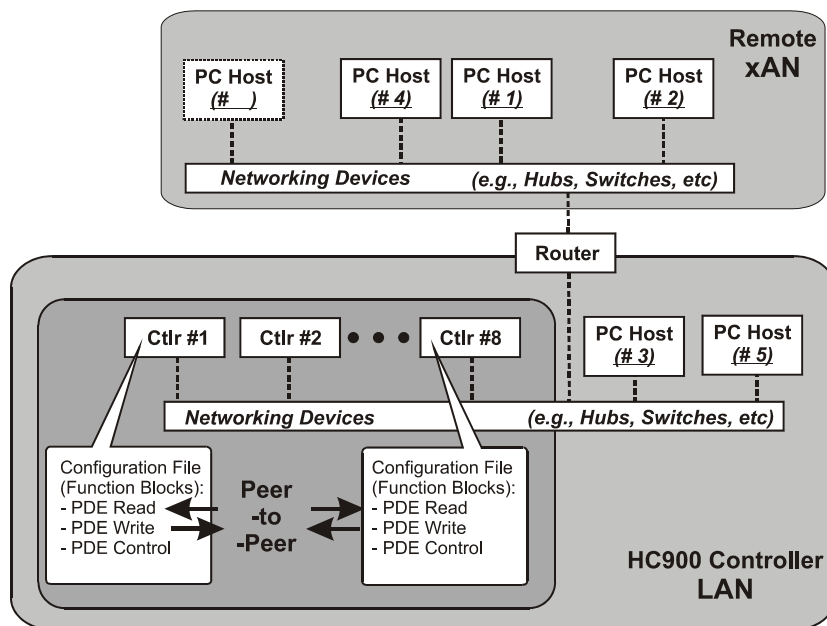 Remote
xAN
PC Host
(#    )
PC Host
(# 4)
PC Host
(# 1)
PC Host
(# 2)
Networking Devices (e.g., Hubs, Switches, etc)
Router
Ctlr #1
Ctlr #2
Ctlr #8
PC Host
(# 3)
PC Host
(# 5)
Networking Devices (e.g., Hubs, Switches, etc)
Configuration File
(Function Blocks):
- PDE Read
- PDE Write
- PDE Control
Peer
-to
-Peer
Configuration File
(Function Blocks):
- PDE Read
- PDE Write
- PDE Control
HC900 Controller
LAN